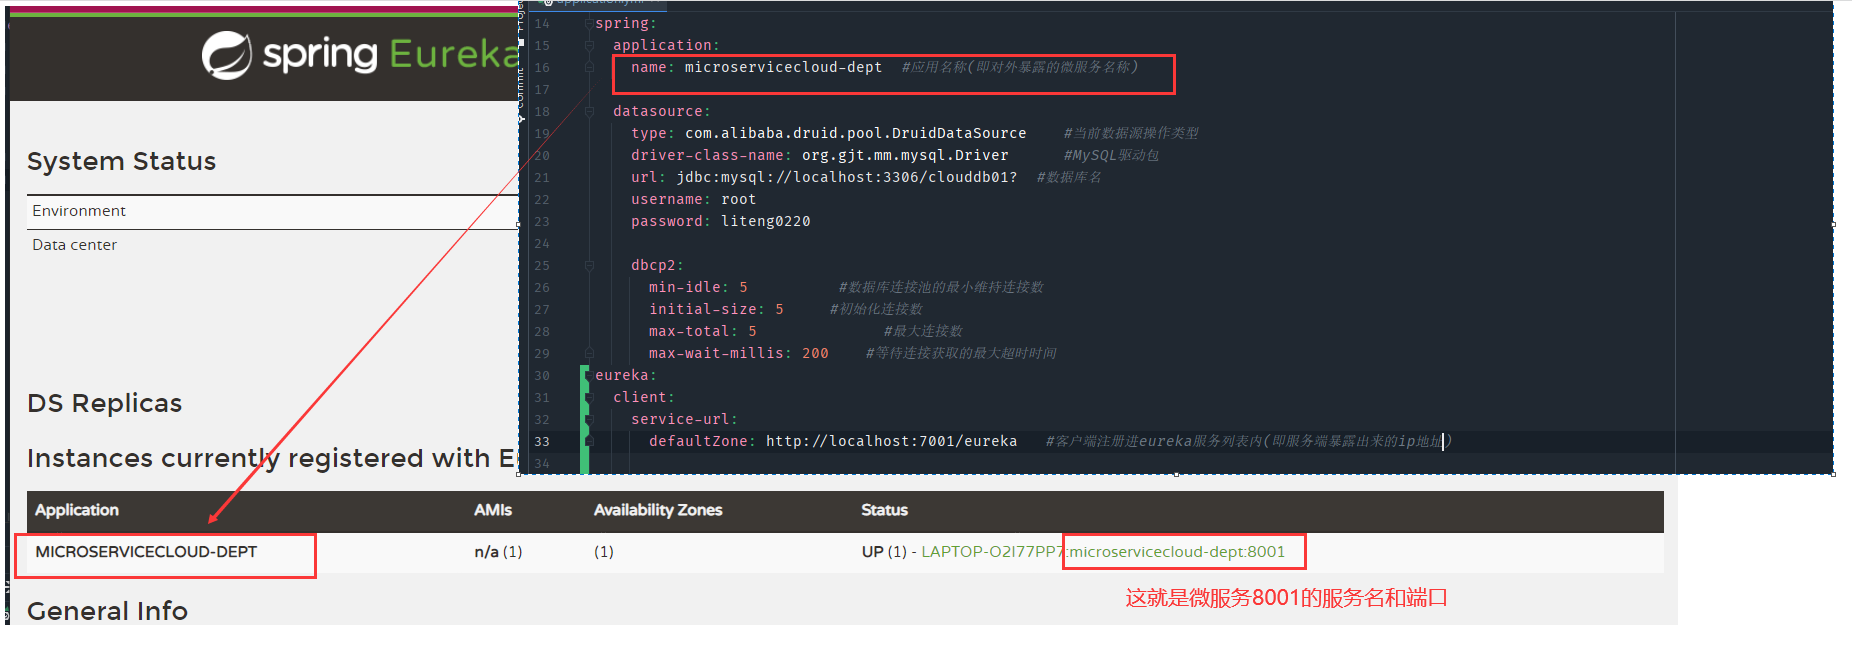 spring Eureka
System Status
Environment
Data center
DS Replicas
Instances currently registered with E
Application AMIs Availability Zones Status
MICROSERVICECLOUD-DEPT n/a (1) (1) UP (1) - LAPTOP-O2I77PP7:microservicecloud-dept:8001
这就是微服务8001的服务名和端口
General Info
14 spring:
15 application:
16 name: microservicecloud-dept #应用名称(即对外暴露的微服务名称)
17
18 datasource:
19 type: com.alibaba.druid.pool.DruidDataSource #当前数据源操作类型
20 driver-class-name: org.gjt.mm.mysql.Driver #MySQL驱动包
21 url: jdbc:mysql://localhost:3306/clouddb01? #数据库名
22 username: root
23 password: liteng0220
24
25 dbcp2:
26 min-idle: 5 #数据库连接池的最小维持连接数
27 initial-size: 5 #初始化连接数
28 max-total: 5 #最大连接数
29 max-wait-millis: 200 #等待连接获取的最大超时时间
30 eureka:
31 client:
32 service-url:
33 defaultZone: http://localhost:7001/eureka #客户端注册进eureka服务列表内(即服务端暴露出来的ip地址)
34